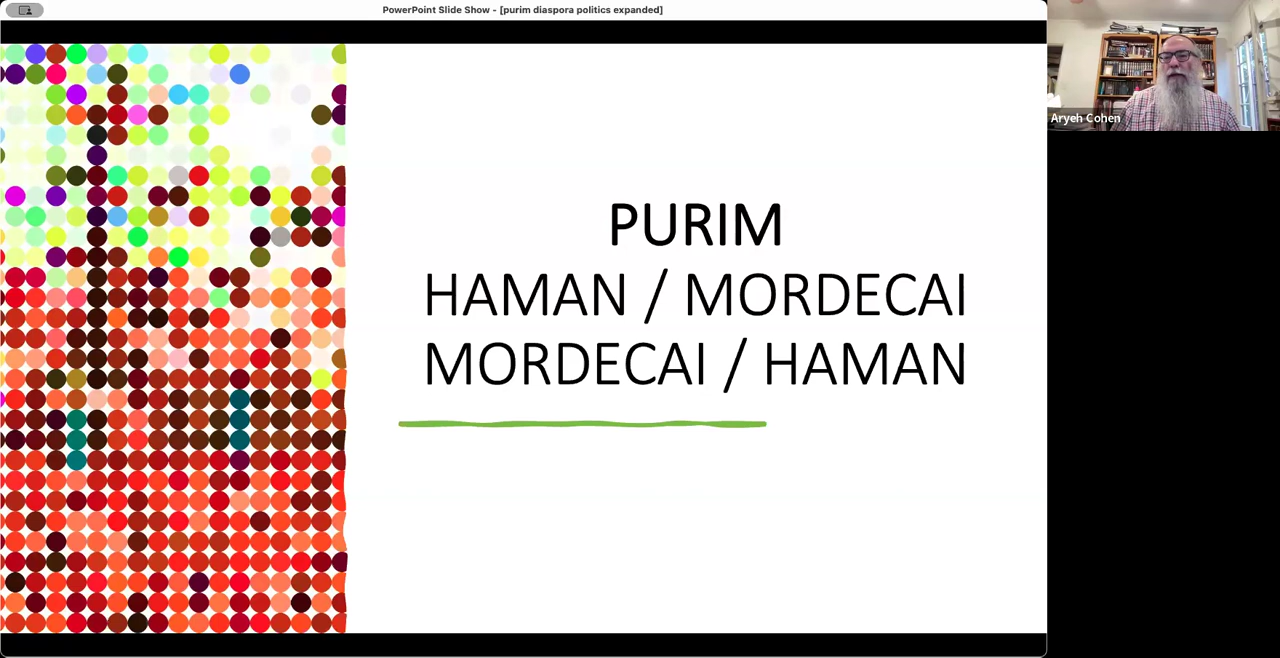 PowerPoint Slide Show - [purim diaspora politics expanded]
PURIM
HAMAN / MORDECAI
MORDECAI / HAMAN
Aryeh Cohen